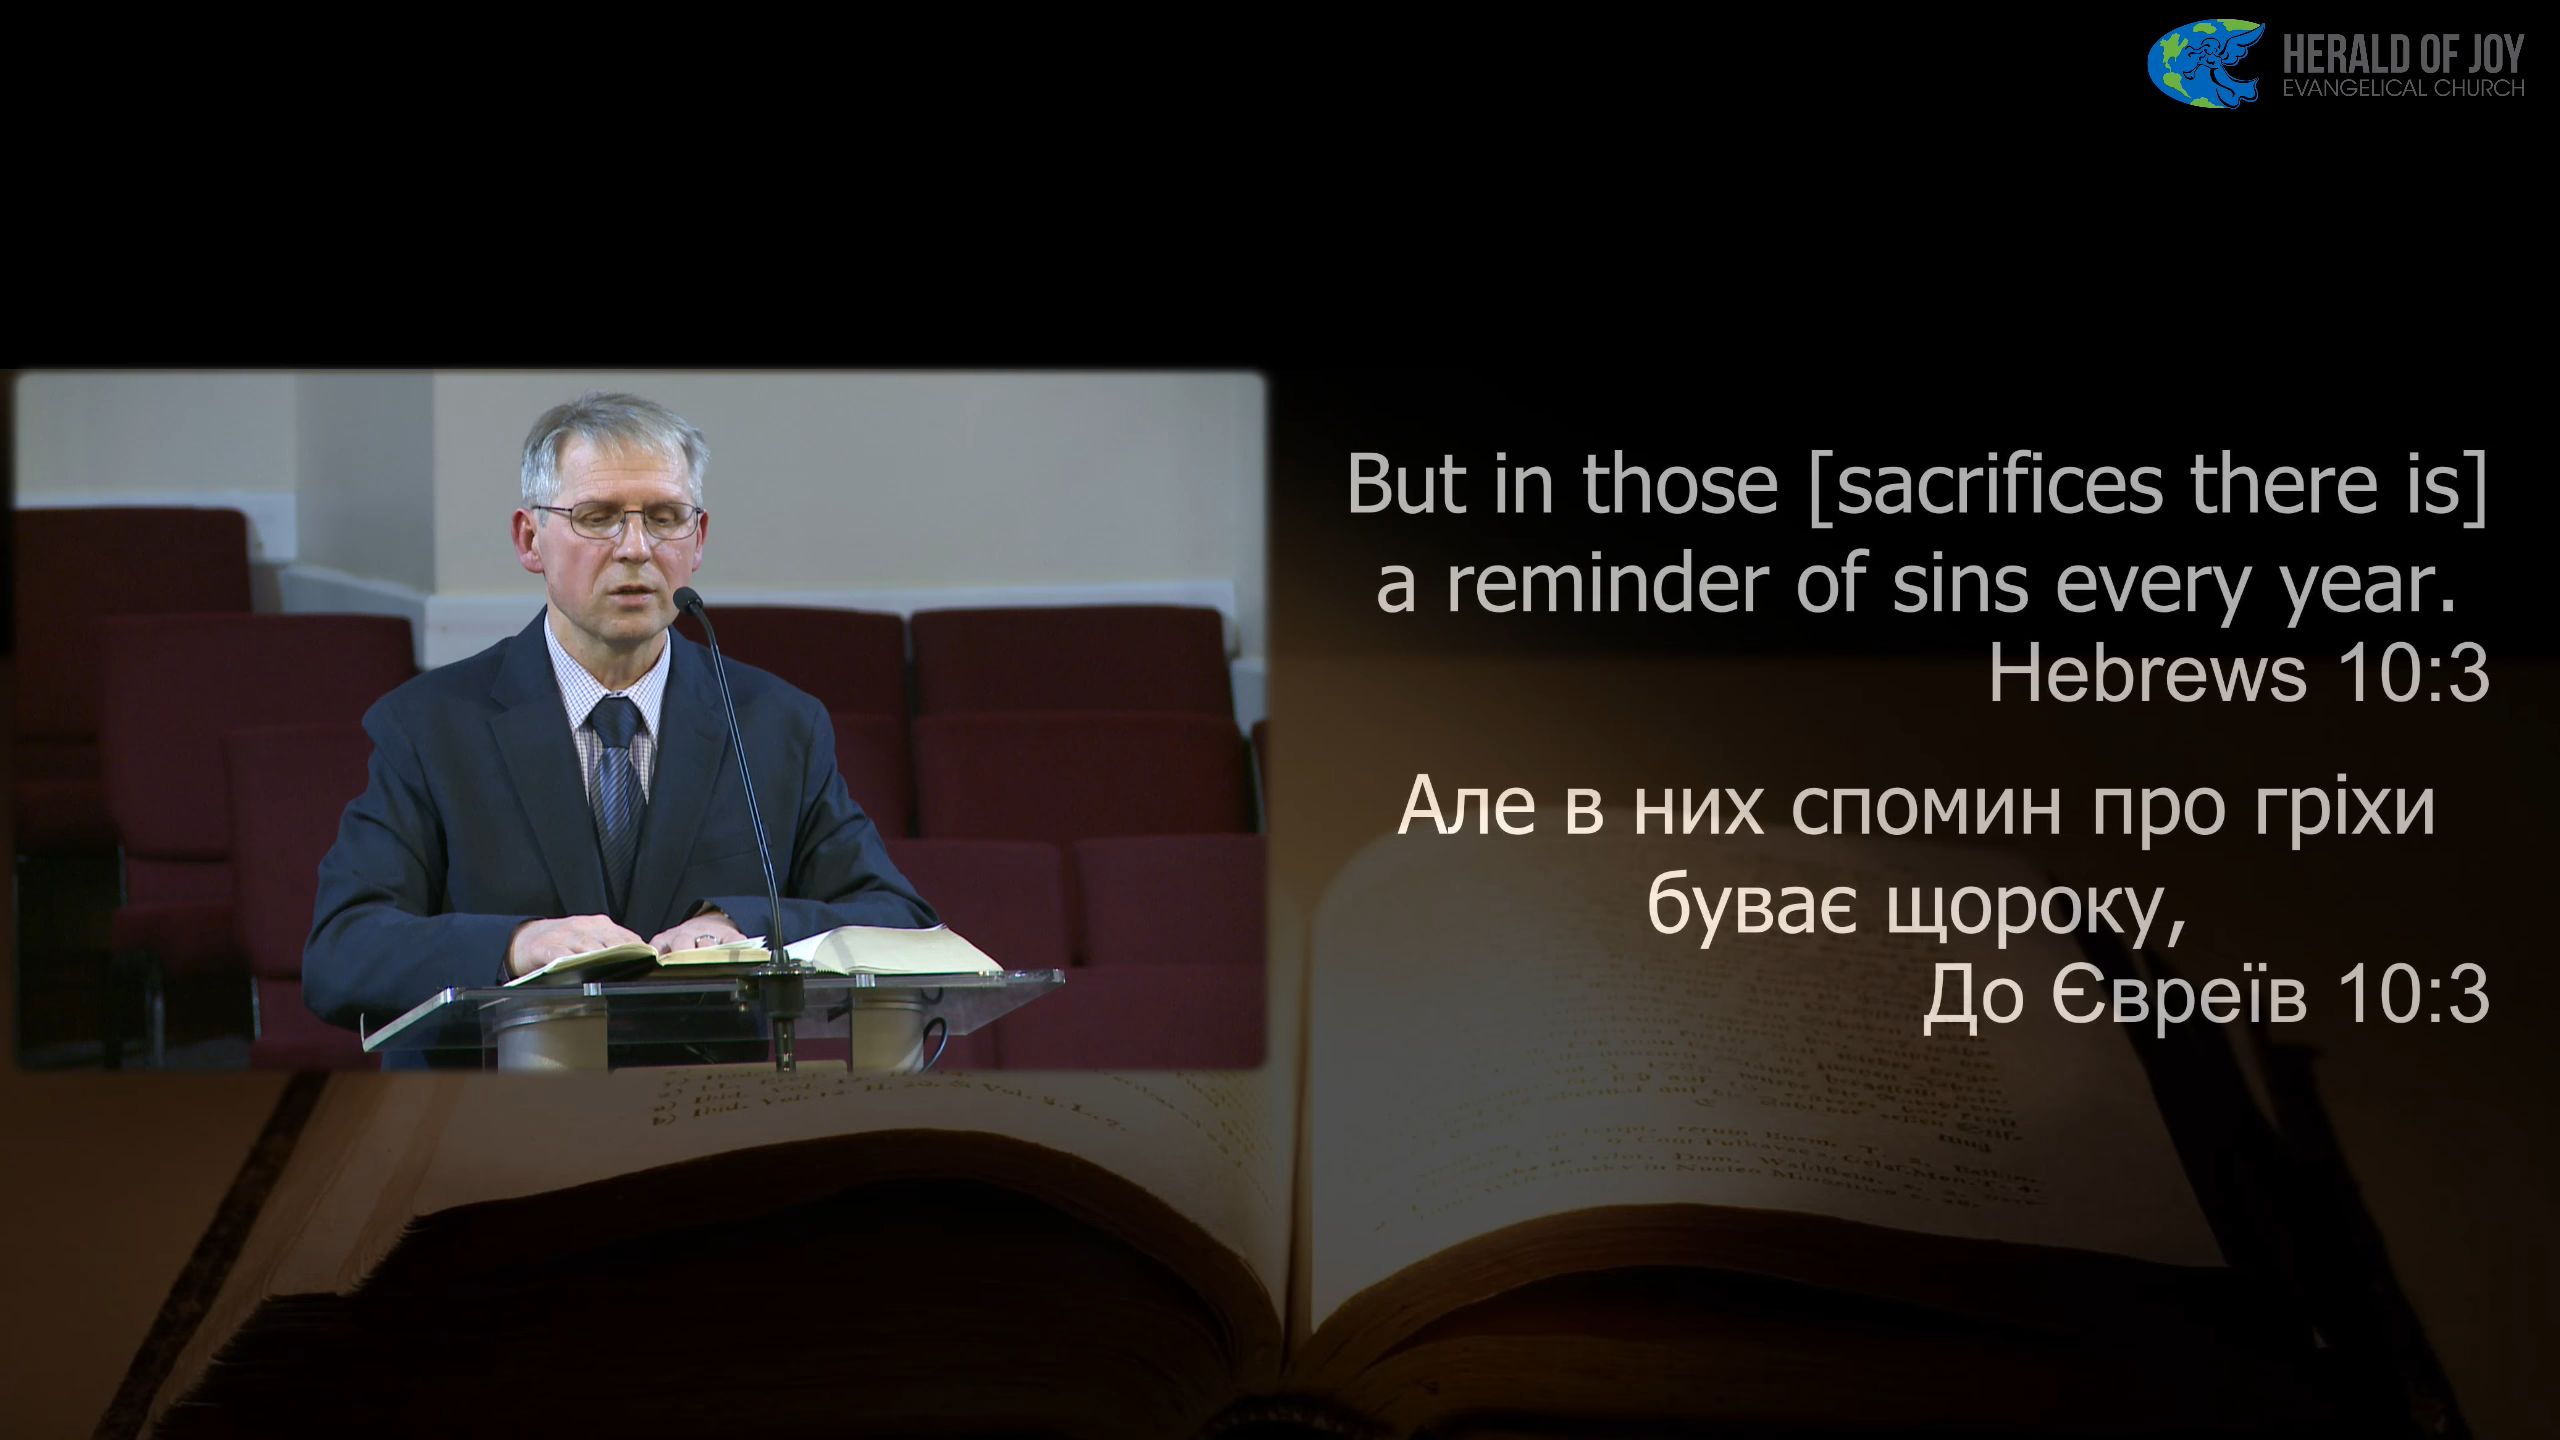 HERALD OF JOY
EVANGELICAL CHURCH
But in those [sacrifices there is]
a reminder of sins every year.
Hebrews 10:3
Але в них спомин про гріхи
буває щороку,
До Євреїв 10:3